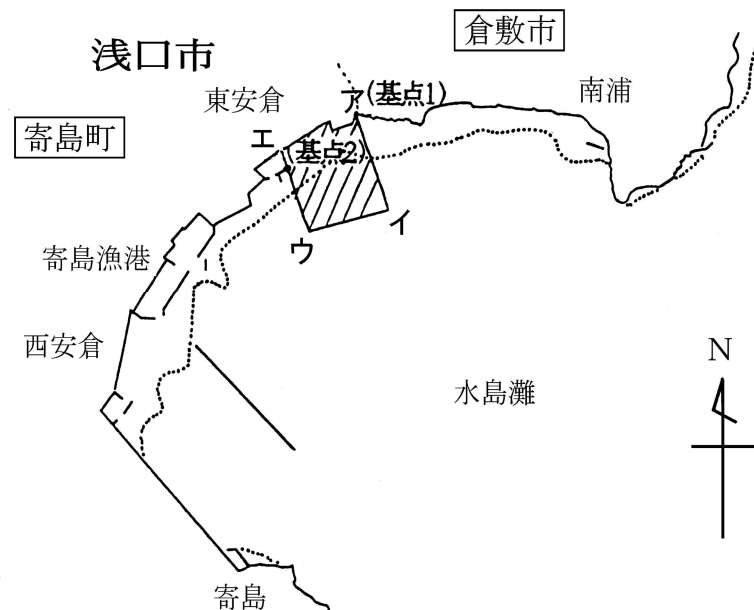 倉敷市
浅口市
東安倉
ア(基点1)
南浦
寄島町
エ
(基点2)
イ
ウ
寄島漁港
西安倉
水島灘
N
寄島